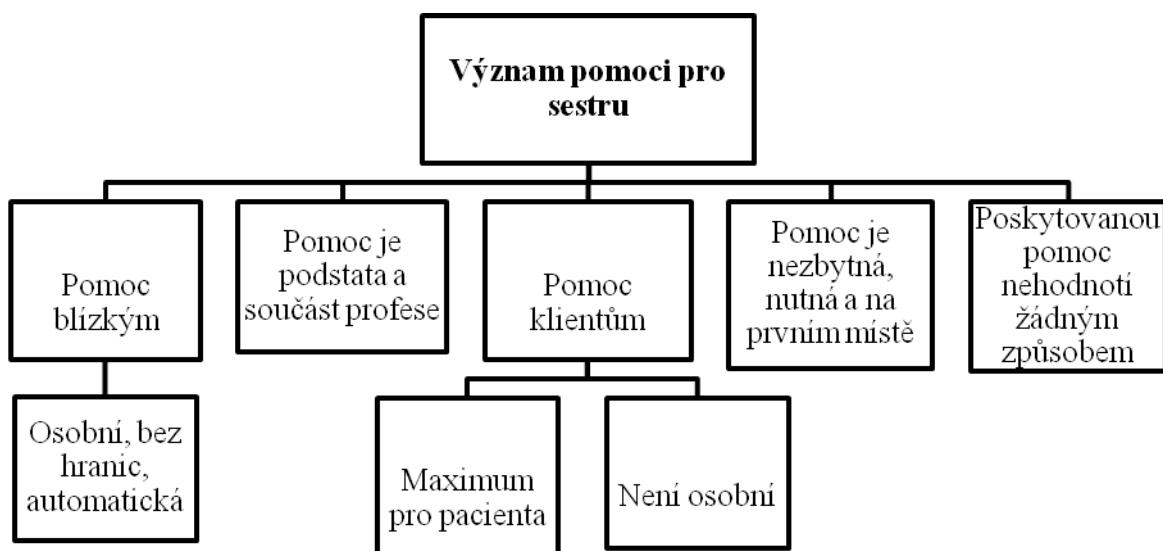 Význam pomoci pro
sestru
Pomoc
blízkým
Pomoc je
podstata a
součást profese
Pomoc
klientům
Pomoc je
nezbytná,
nutná a na
prvním místě
Poskytovanou
pomoc
nehodnotí
žádným
způsobem
Osobní, bez
hranic,
automatická
Maximum
pro pacienta
Není osobní